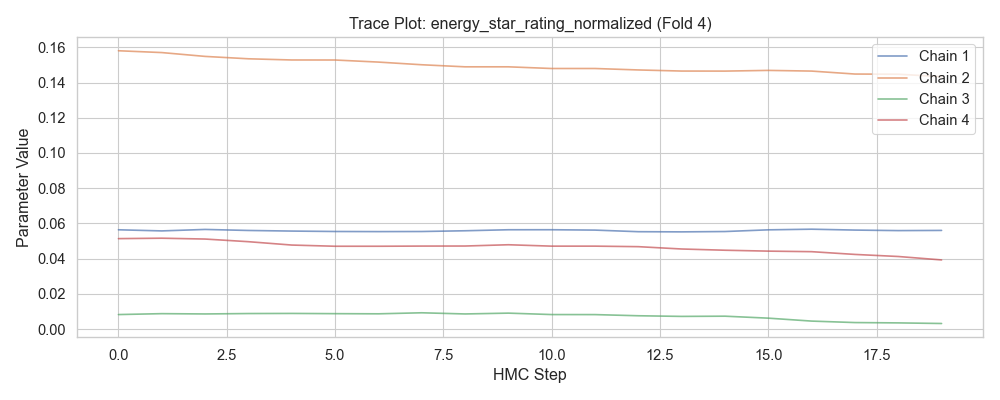 Trace Plot: energy_star_rating_normalized (Fold 4)
Parameter Value
0.16
0.14
0.12
0.10
0.08
0.06
0.04
0.02
0.00
Chain 1
Chain 2
Chain 3
Chain 4
0.0 2.5 5.0 7.5 10.0 12.5 15.0 17.5
HMC Step